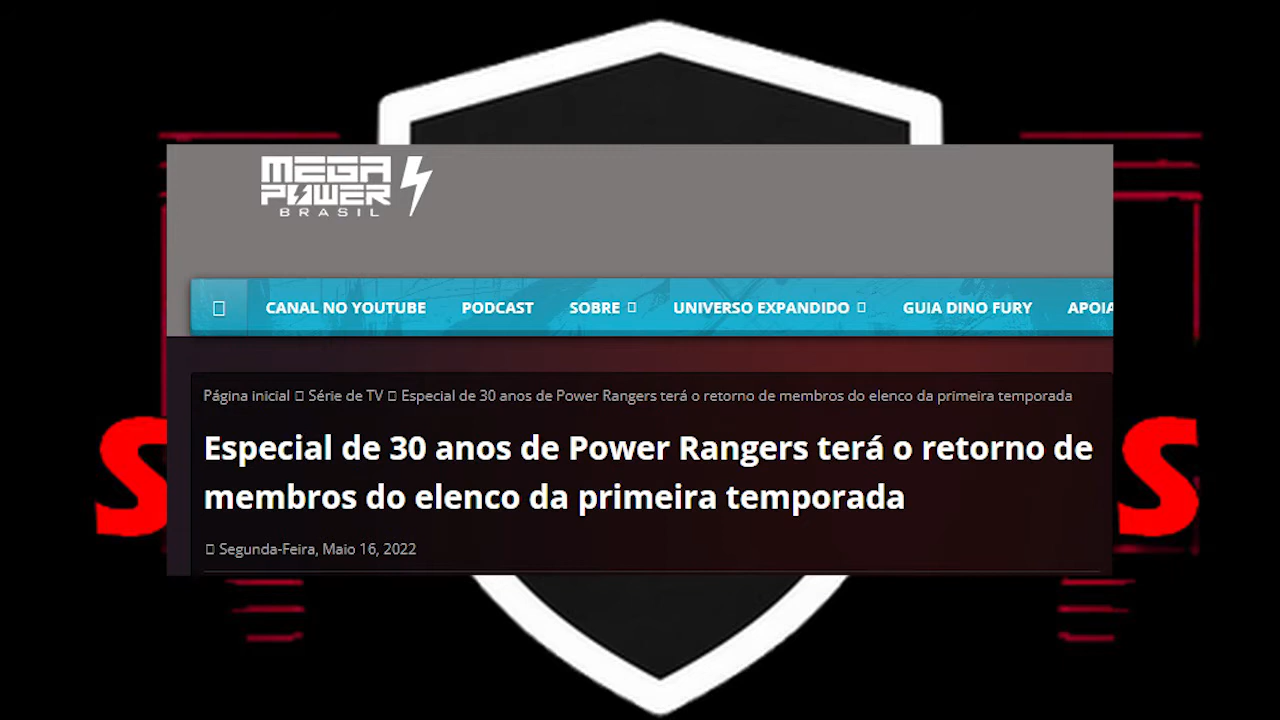 MEGA
POWER
BRASIL
CANAL NO YOUTUBE PODCAST SOBRE UNIVERSO EXPANDIDO GUIA DINO FURY APOIA
Página inicial Série de TV Especial de 30 anos de Power Rangers terá o retorno de membros do elenco da primeira temporada
Especial de 30 anos de Power Rangers terá o retorno de
membros do elenco da primeira temporada
Segunda-Feira, Maio 16, 2022
S S